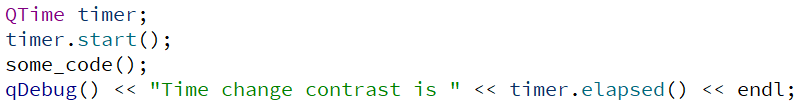 QTime timer;
timer.start();
some_code();
qDebug() << "Time change contrast is " << timer.elapsed() << endl;